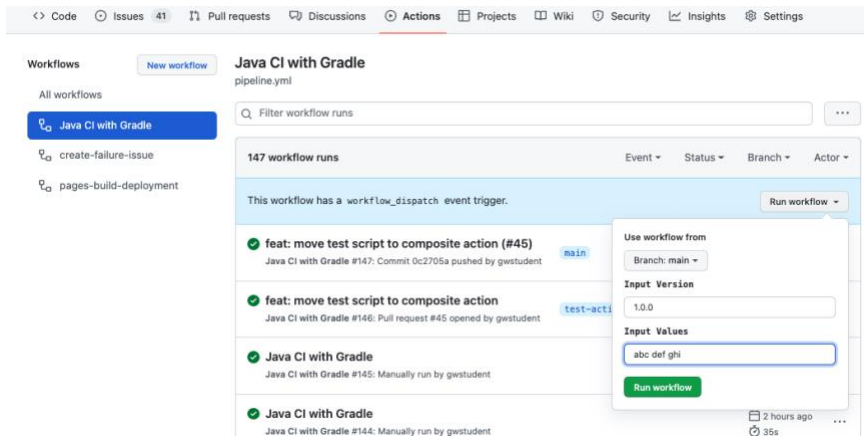 Code Issues 41 Pull requests Discussions Actions Projects Wiki Security Insights Settings
Workflows
New workflow
All workflows
Java CI with Gradle
create-failure-issue
pages-build-deployment
Java CI with Gradle
pipeline.yml
Filter workflow runs
147 workflow runs Event Status Branch Actor
This workflow has a workflow_dispatch event trigger. Run workflow
feat: move test script to composite action (#45)
Java CI with Gradle #147: Commit 0c2705a pushed by gwstudent
main
feat: move test script to composite action
Java CI with Gradle #146: Pull request #45 opened by gwstudent
test-acti
Java CI with Gradle
Java CI with Gradle #145: Manually run by gwstudent
Java CI with Gradle
Java CI with Gradle #144: Manually run by gwstudent
2 hours ago
35s
Use workflow from
Branch: main
Input Version
1.0.0
Input Values
abc def ghi
Run workflow